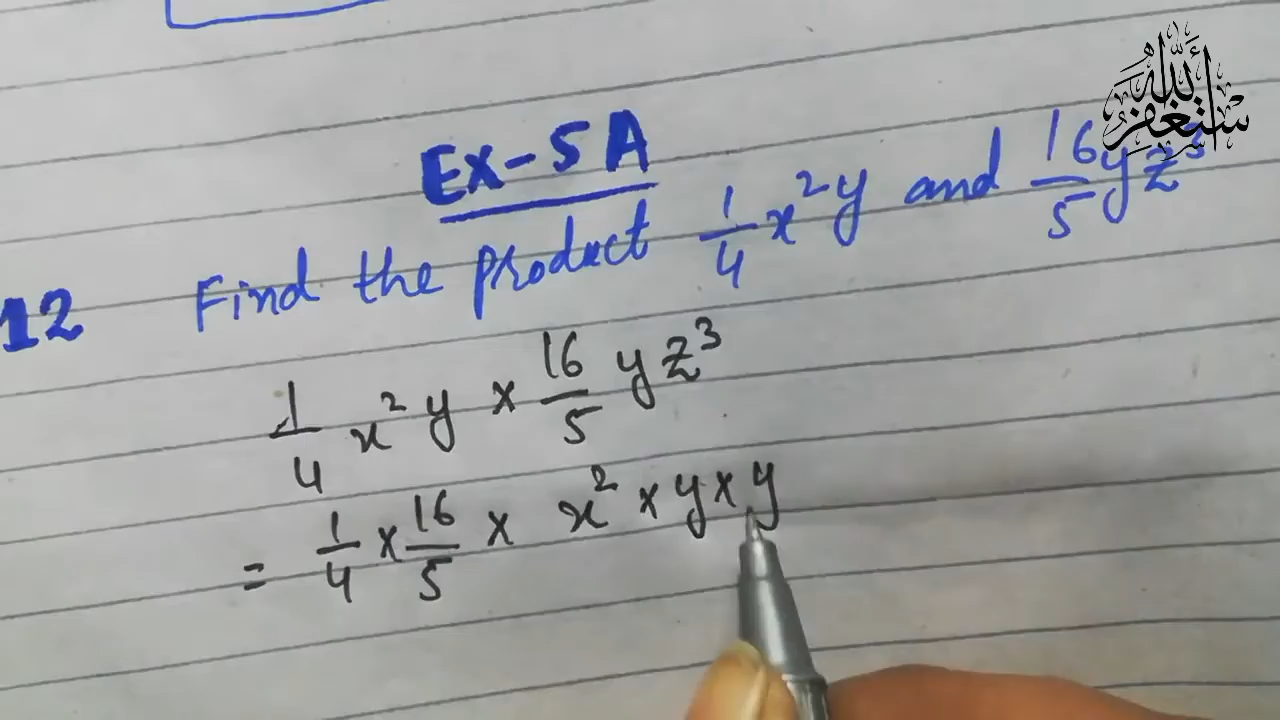 أستغفر الله
Ex-5A
12 Find the product 1/4 x²y and 16/5 yz³
1/4 x²y × 16/5 yz³
= 1/4 × 16/5 × x² × y × y